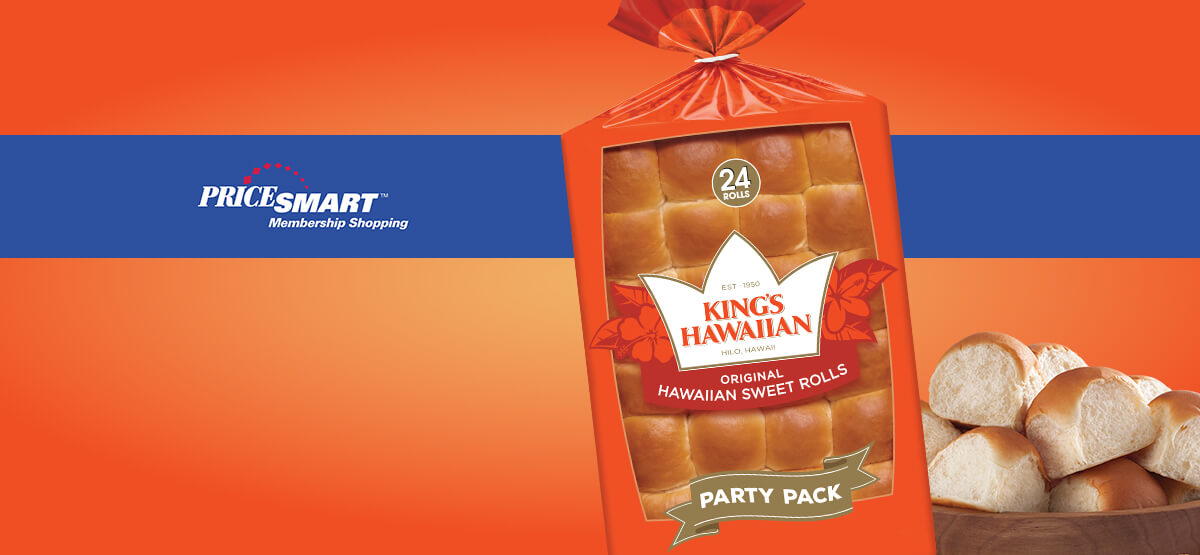 PRICESMART™
Membership Shopping
24
ROLLS
EST · 1950
KING'S
HAWAIIAN
HILO, HAWAII
ORIGINAL
HAWAIIAN SWEET ROLLS
PARTY PACK